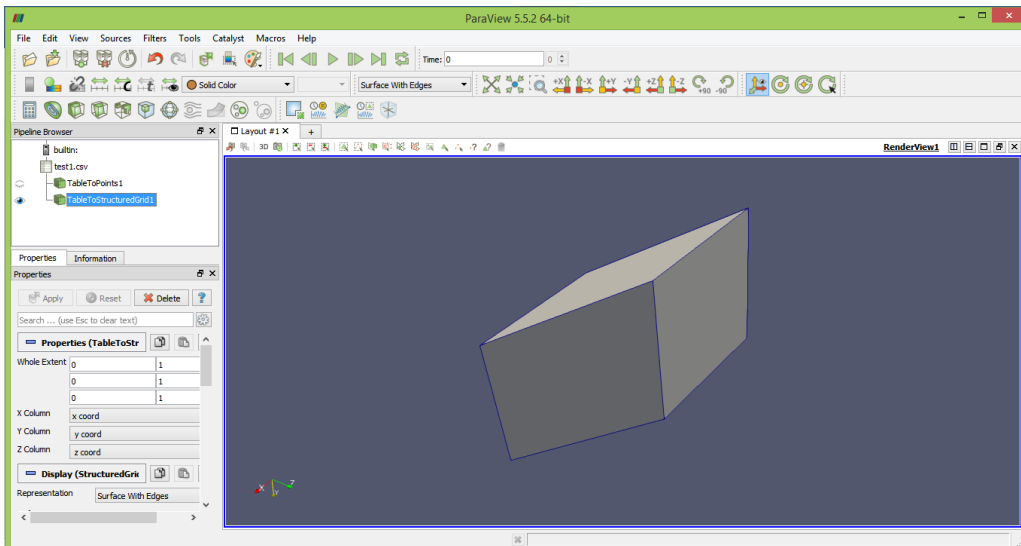 ParaView 5.5.2 64-bit
File Edit View Sources Filters Tools Catalyst Macros Help
Time: 0 0
Solid Color Surface With Edges +X -X +Y -Y +Z -Z +90 -90
Pipeline Browser Layout #1 X +
3D RenderView1
builtin:
test1.csv
TableToPoints1
TableToStructuredGrid1
Properties Information
Properties
Apply Reset Delete ?
Search ... (use Esc to clear text)
Properties (TableToStr
Whole Extent 0 1
0 1
0 1
X Column x coord
Y Column y coord
Z Column z coord
Display (StructuredGri
Representation Surface With Edges
X Y Z